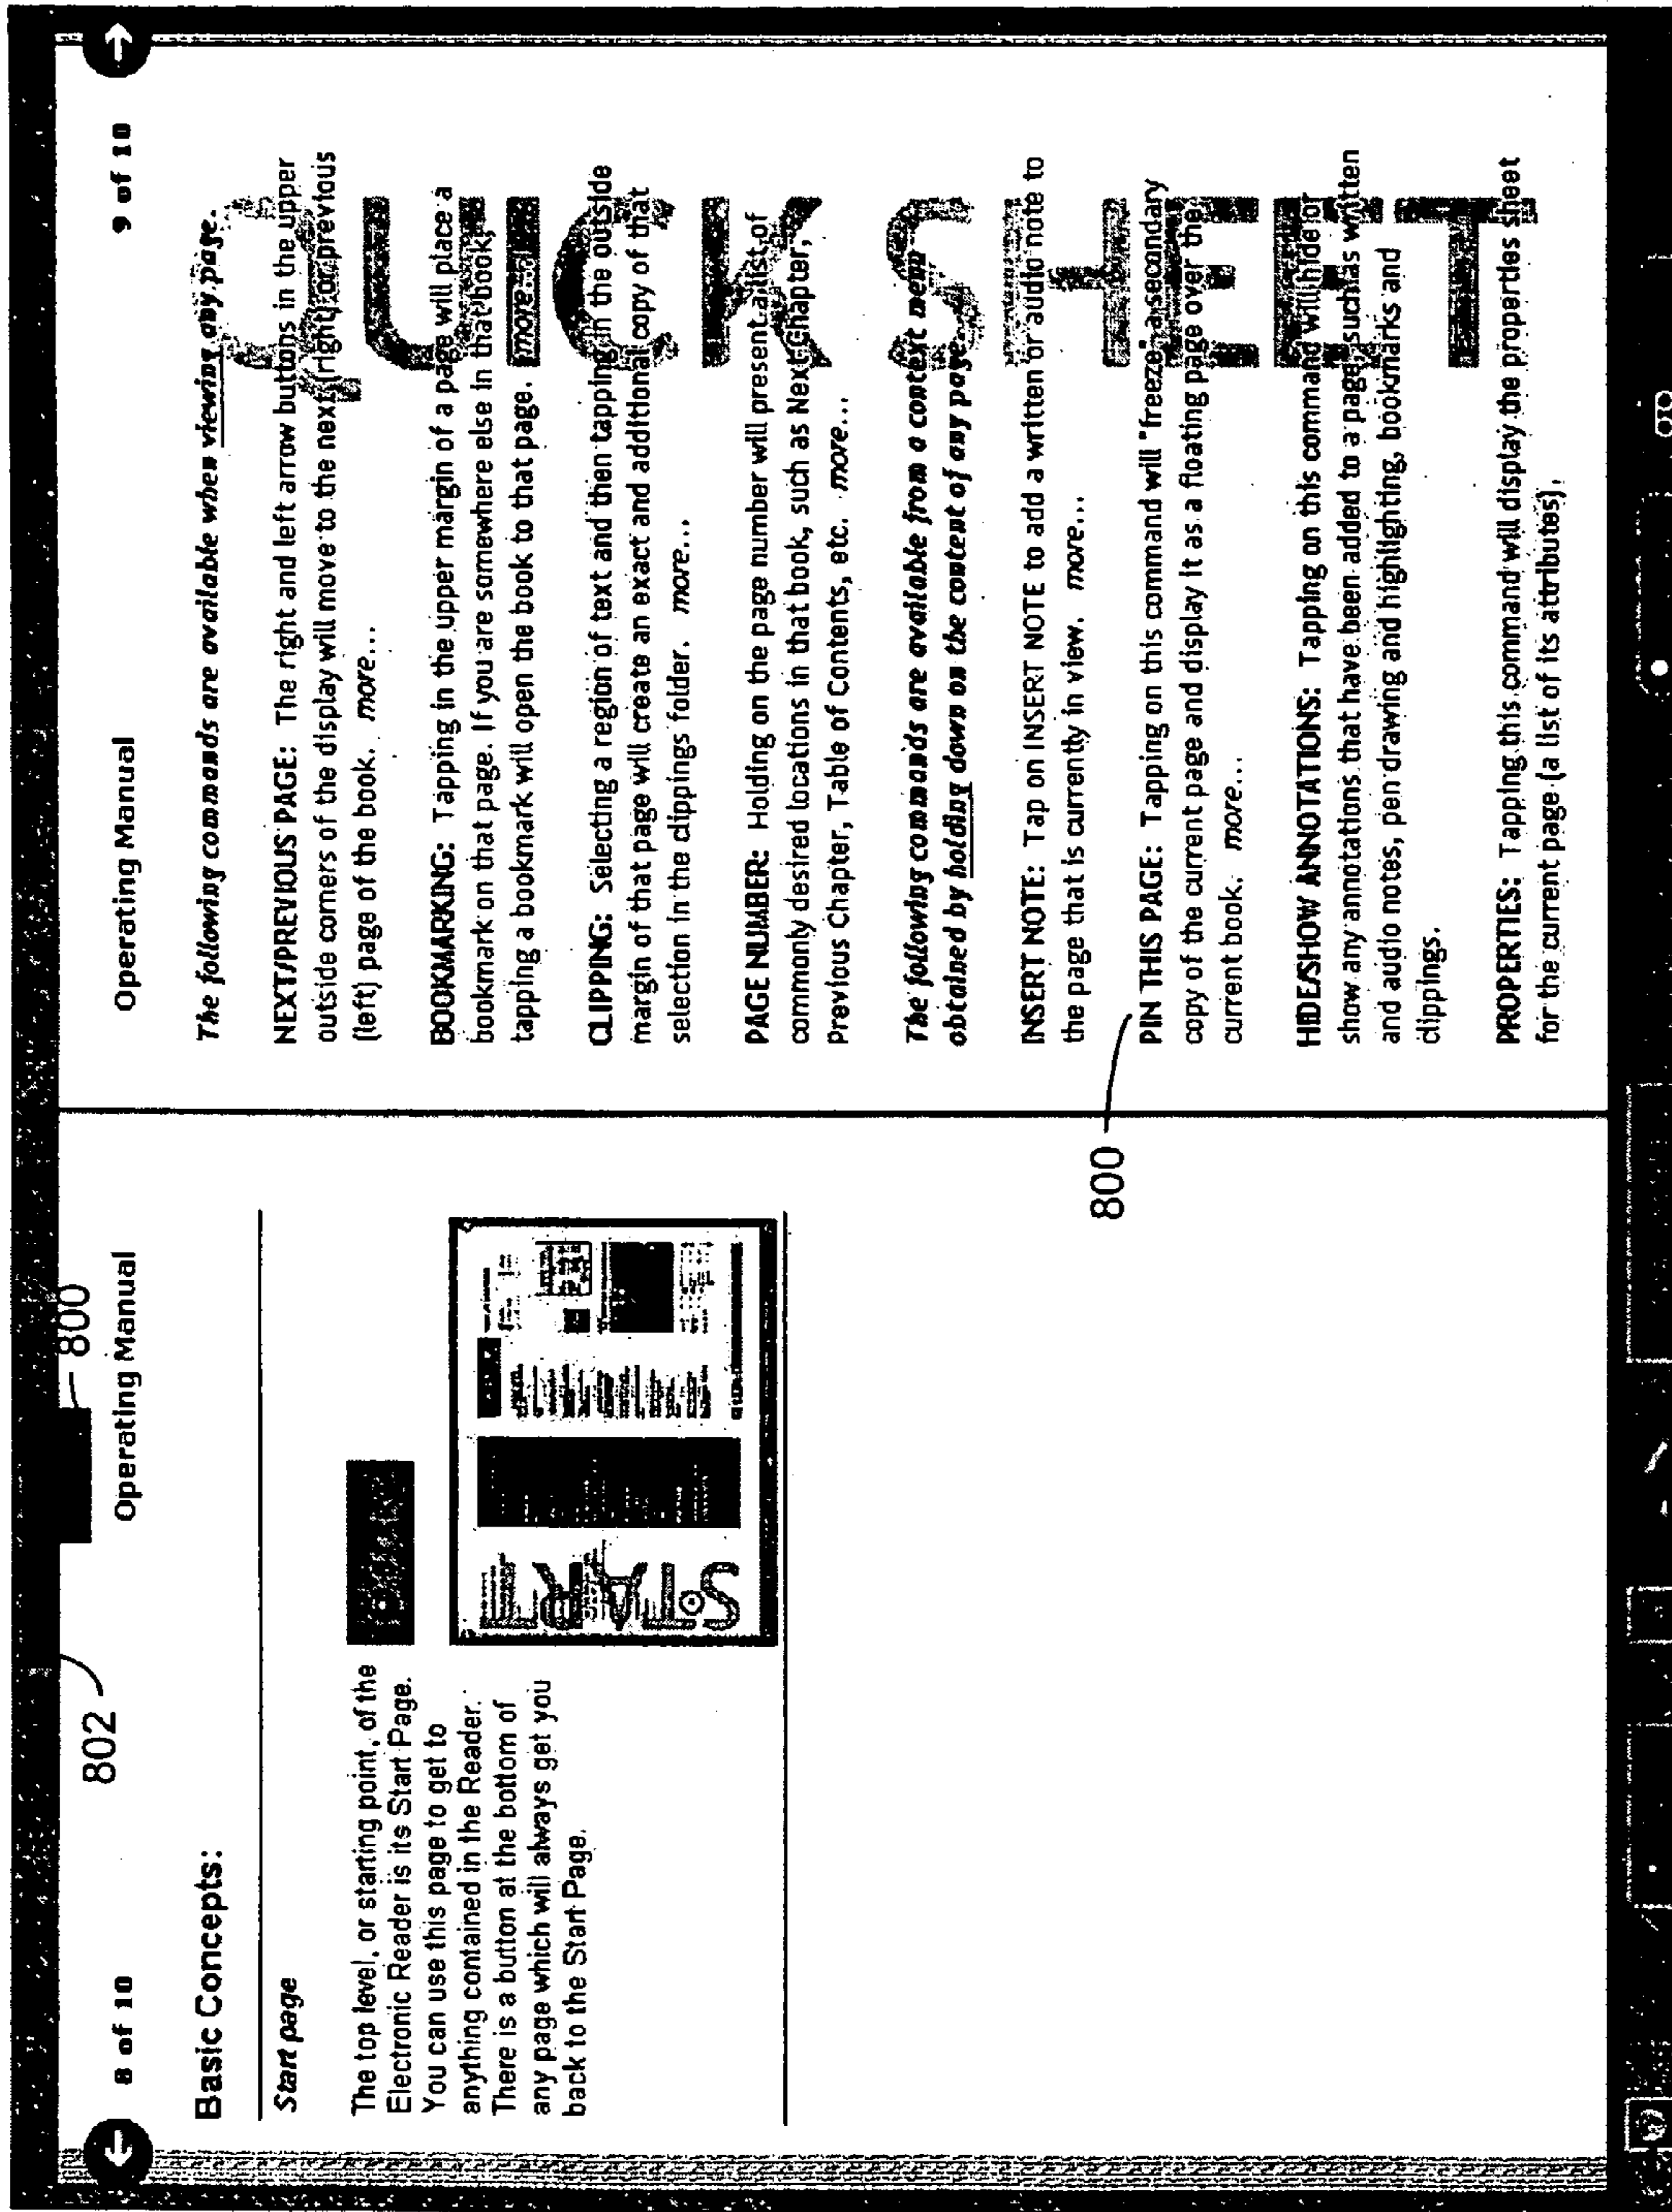 8 of 10
802
800
Operating Manual
Basic Concepts:
Start page
The top level, or starting point, of the
Electronic Reader is its Start Page.
You can use this page to get to
anything contained in the Reader.
There is a button at the bottom of
any page which will always get you
back to the Start Page.
START
Operating Manual
9 of 10
QUICK SHEET
The following commands are available when viewing any page.
NEXT/PREVIOUS PAGE: The right and left arrow buttons in the upper
outside corners of the display will move to the next (right) or previous
(left) page of the book. more...
BOOKMARKING: Tapping in the upper margin of a page will place a
bookmark on that page. If you are somewhere else in that book,
tapping a bookmark will open the book to that page. more...
CLIPPING: Selecting a region of text and then tapping in the outside
margin of that page will create an exact and additional copy of that
selection in the clippings folder. more...
PAGE NUMBER: Holding on the page number will present a list of
commonly desired locations in that book, such as Next Chapter,
Previous Chapter, Table of Contents, etc. more...
The following commands are available from a context menu
obtained by holding down on the content of any page.
INSERT NOTE: Tap on INSERT NOTE to add a written or audio note to
the page that is currently in view. more...
800
PIN THIS PAGE: Tapping on this command will "freeze" a secondary
copy of the current page and display it as a floating page over the
current book. more...
HIDE/SHOW ANNOTATIONS: Tapping on this command will hide or
show any annotations that have been added to a page, such as written
and audio notes, pen drawing and highlighting, bookmarks and
clippings.
PROPERTIES: Tapping this command will display the properties sheet
for the current page (a list of its attributes).